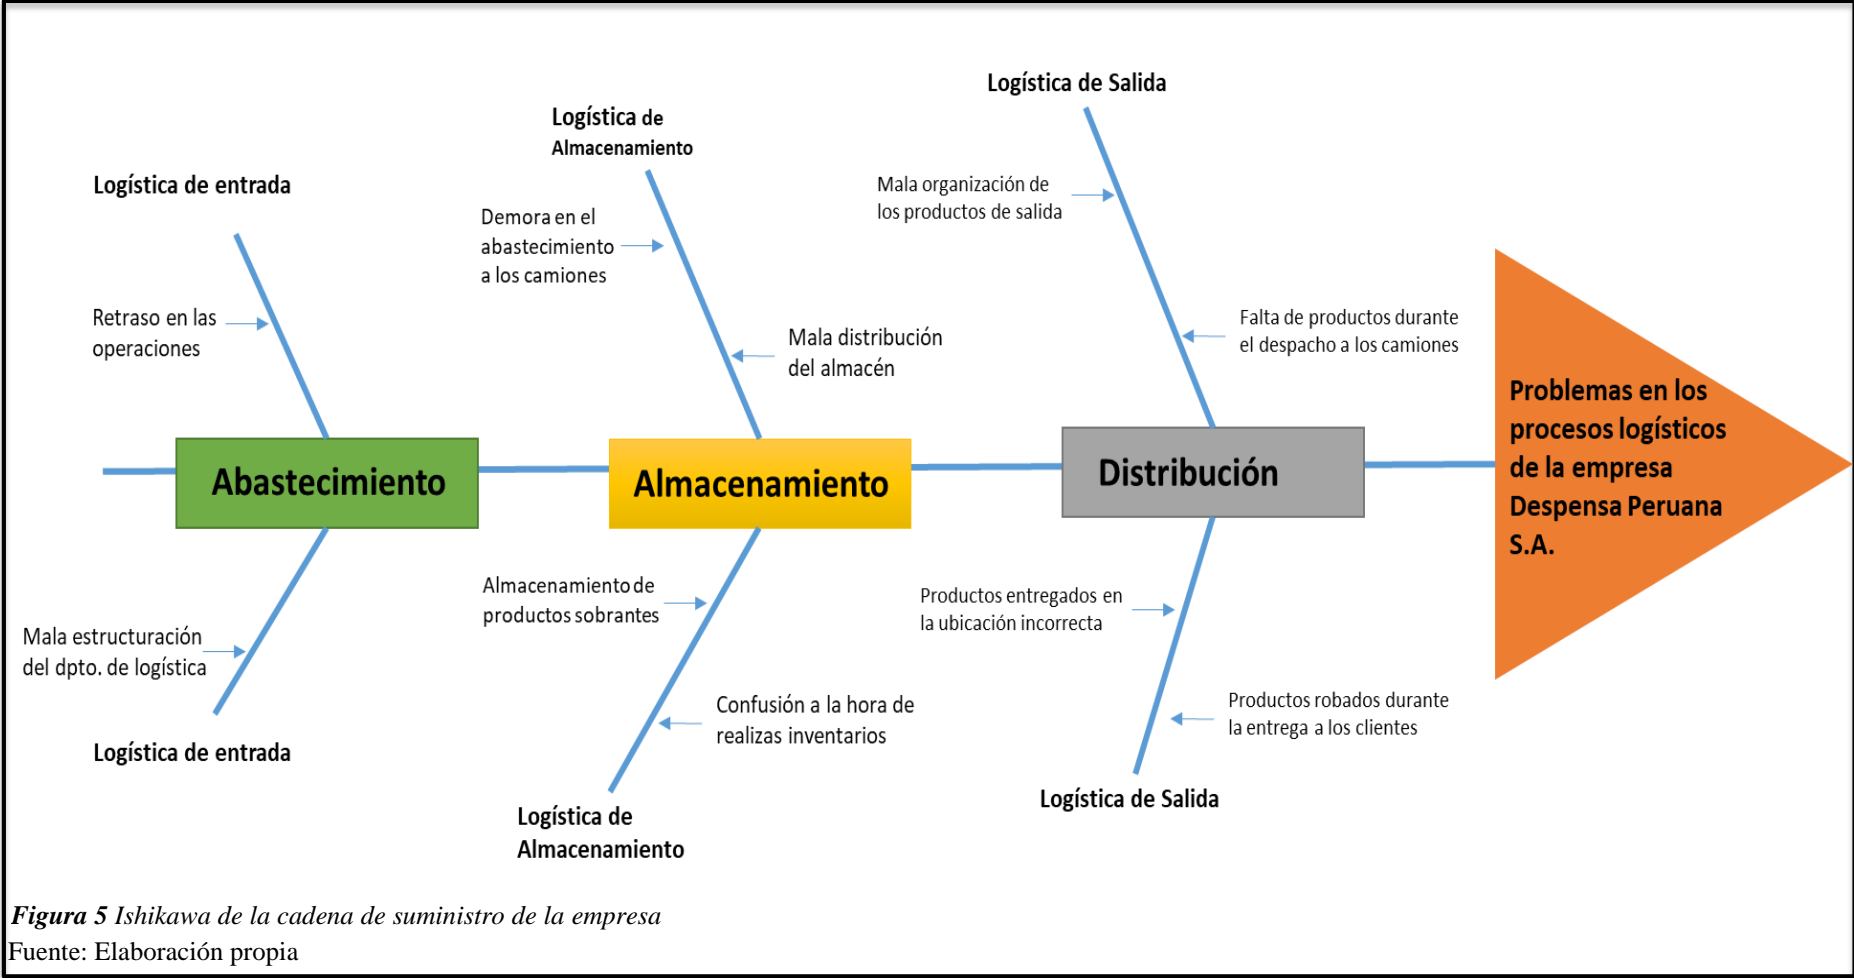 Logística de Salida
Logística de
Almacenamiento
Logística de entrada
Mala organización de
los productos de salida
Demora en el
abastecimiento
a los camiones
Retraso en las
operaciones
Mala distribución
del almacén
Falta de productos durante
el despacho a los camiones
Abastecimiento
Almacenamiento
Distribución
Problemas en los
procesos logísticos
de la empresa
Despensa Peruana
S.A.
Mala estructuración
del dpto. de logística
Almacenamiento de
productos sobrantes
Productos entregados en
la ubicación incorrecta
Confusión a la hora de
realizas inventarios
Productos robados durante
la entrega a los clientes
Logística de entrada
Logística de
Almacenamiento
Logística de Salida
Figura 5 Ishikawa de la cadena de suministro de la empresa
Fuente: Elaboración propia